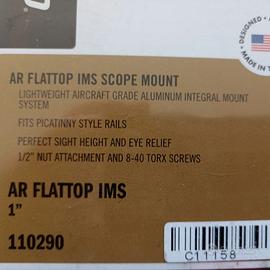 DESIGNED •
MADE IN
AR FLATTOP IMS SCOPE MOUNT
LIGHTWEIGHT AIRCRAFT GRADE ALUMINUM INTEGRAL MOUNT
SYSTEM
FITS PICATINNY STYLE RAILS
PERFECT SIGHT HEIGHT AND EYE RELIEF
1/2" NUT ATTACHMENT AND 8-40 TORX SCREWS
AR FLATTOP IMS
1"
110290
C11158